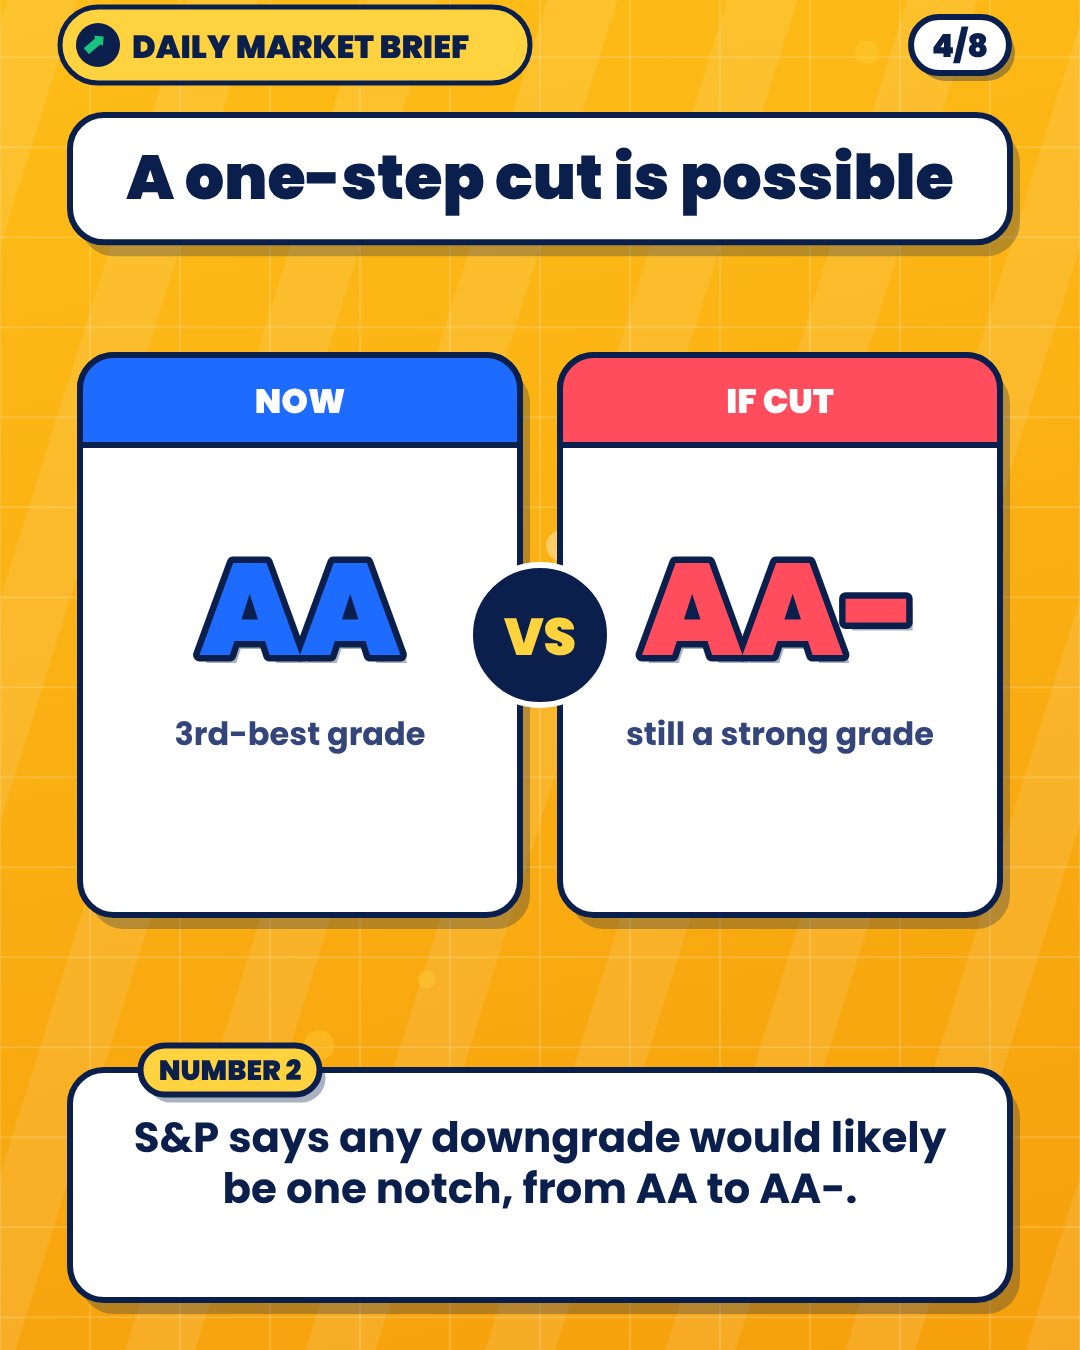 DAILY MARKET BRIEF
4/8
A one-step cut is possible
NOW
AA
3rd-best grade
VS
IF CUT
AA-
still a strong grade
NUMBER 2
S&P says any downgrade would likely
be one notch, from AA to AA-.